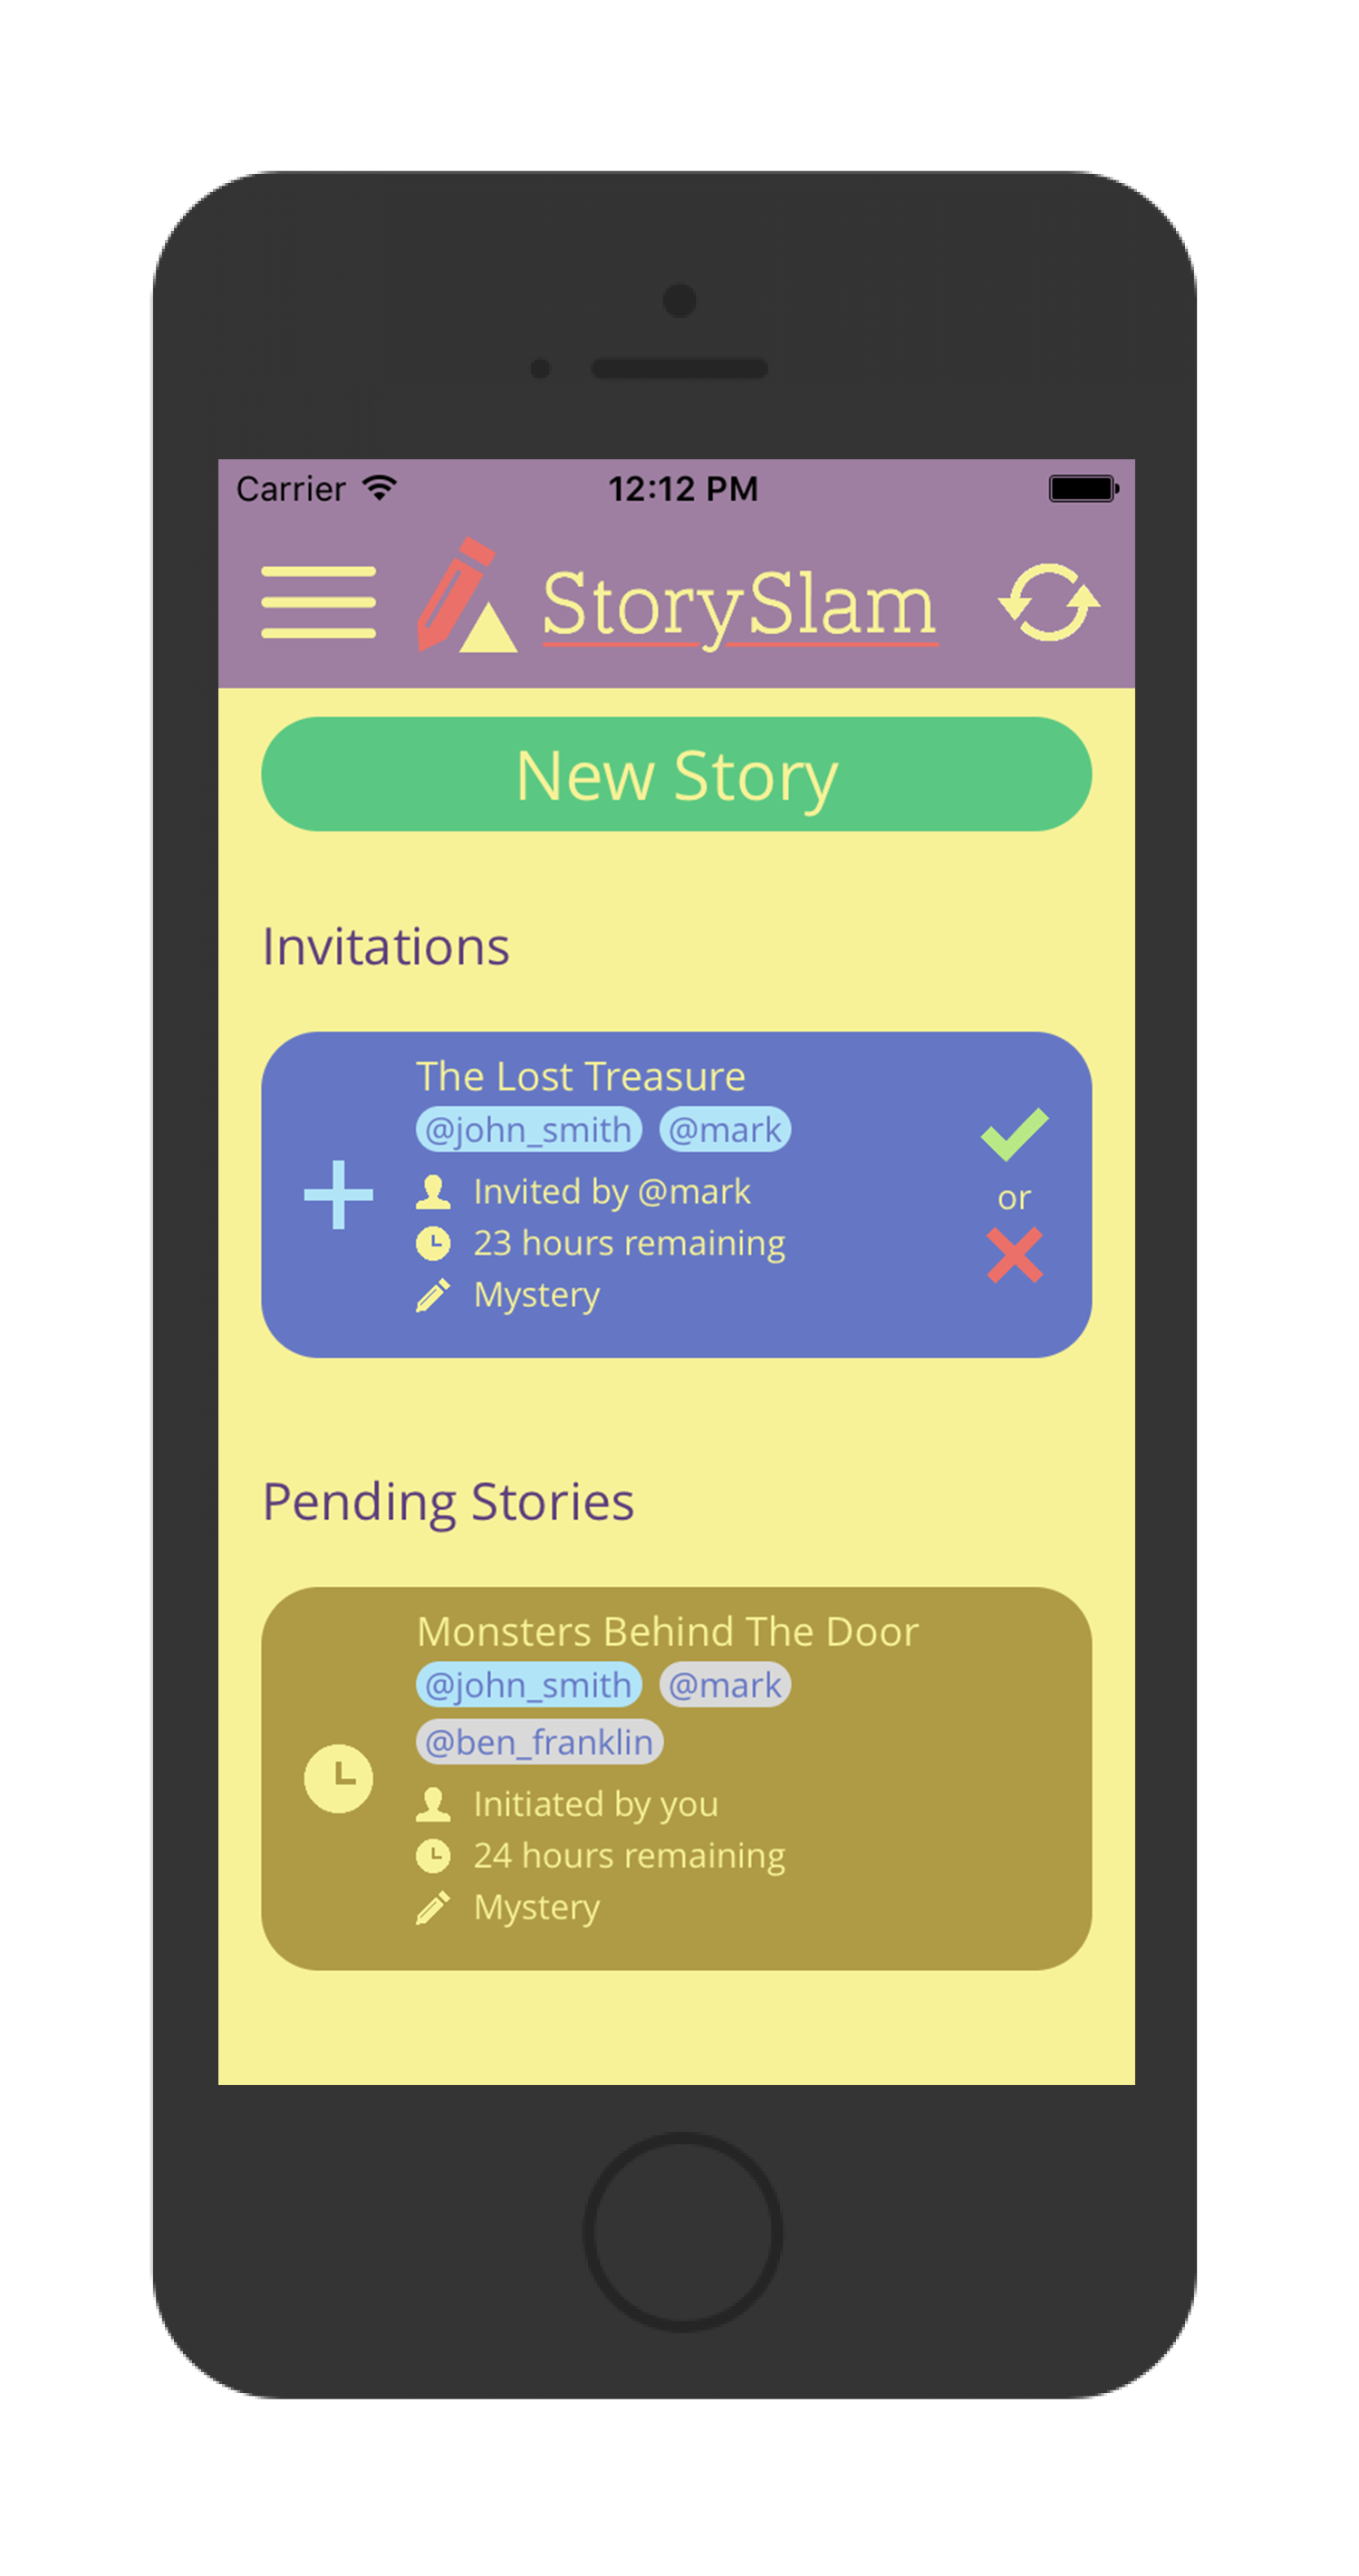 Carrier 12:12 PM
StorySlam
New Story
Invitations
The Lost Treasure
@john_smith @mark
Invited by @mark
23 hours remaining
Mystery
or
Pending Stories
Monsters Behind The Door
@john_smith @mark
@ben_franklin
Initiated by you
24 hours remaining
Mystery